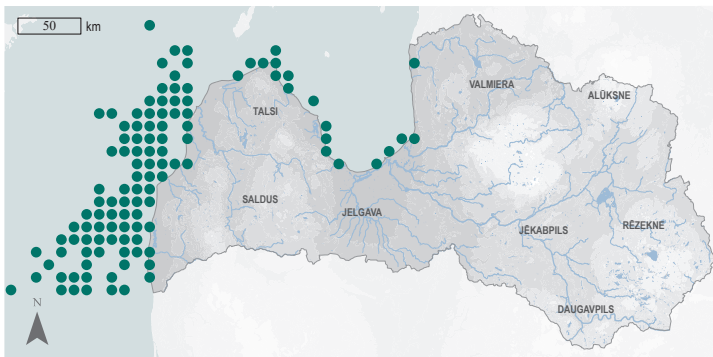 50 km
VALMIERA
ALŪKSNE
TALSI
SALDUS
JELGAVA
JĒKABPILS
RĒZEKNE
N
DAUGAVPILS